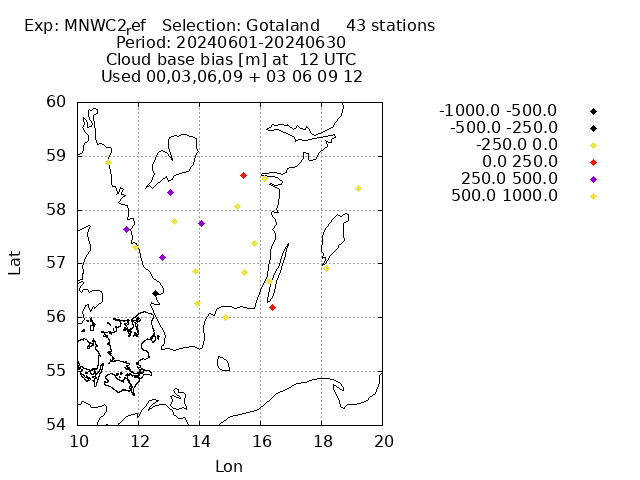 Exp: MNWC2ref   Selection: Gotaland     43 stations
Period: 20240601-20240630
Cloud base bias [m] at  12 UTC
Used 00,03,06,09 + 03 06 09 12
-1000.0 -500.0
-500.0 -250.0
-250.0 0.0
0.0 250.0
250.0 500.0
500.0 1000.0
60
59
58
57
56
55
54
Lat
10 12 14 16 18 20
Lon